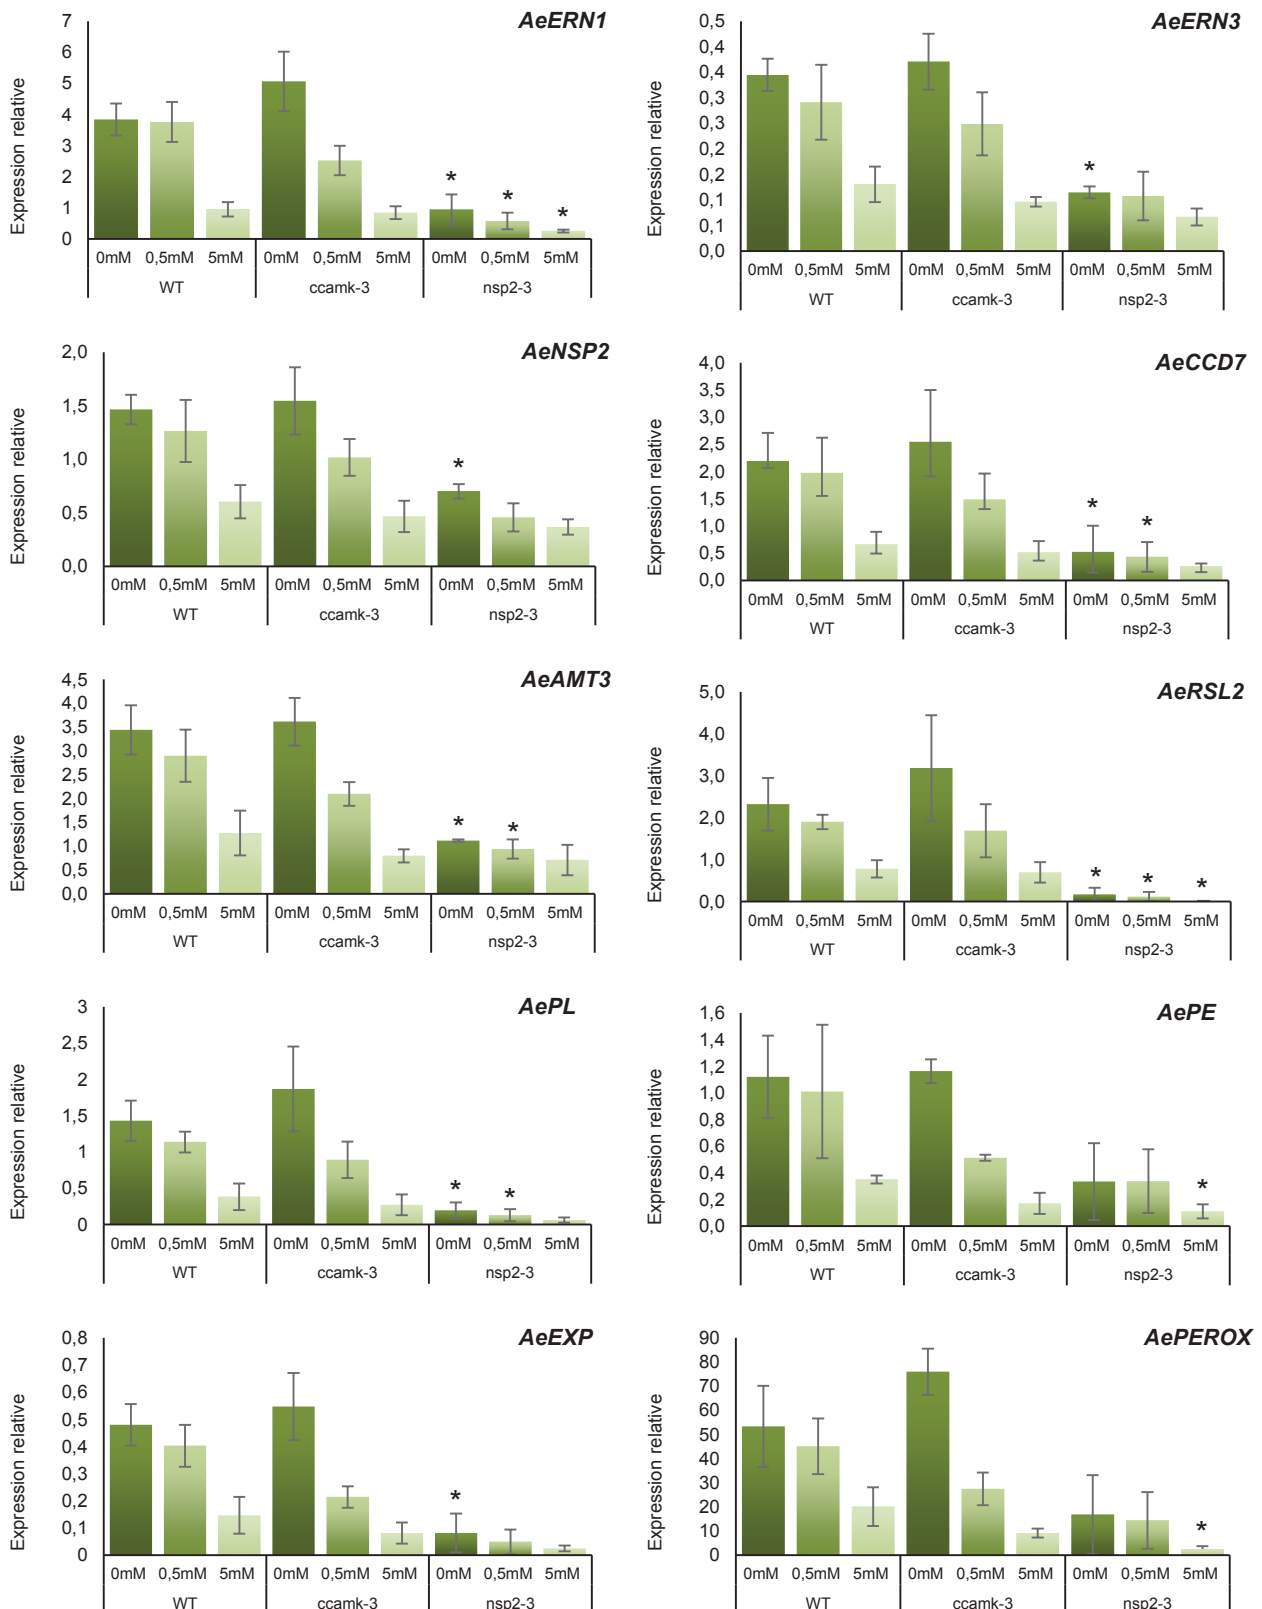 AeERN1
Expression relative
7
6
5
4
3
2
1
0
* * *
0mM 0,5mM 5mM 0mM 0,5mM 5mM 0mM 0,5mM 5mM
WT ccamk-3 nsp2-3
AeERN3
Expression relative
0,5
0,4
0,4
0,3
0,3
0,2
0,2
0,1
0,1
0,0
*
0mM 0,5mM 5mM 0mM 0,5mM 5mM 0mM 0,5mM 5mM
WT ccamk-3 nsp2-3
AeNSP2
Expression relative
2,0
1,5
1,0
0,5
0,0
*
0mM 0,5mM 5mM 0mM 0,5mM 5mM 0mM 0,5mM 5mM
WT ccamk-3 nsp2-3
AeCCD7
Expression relative
4,0
3,5
3,0
2,5
2,0
1,5
1,0
0,5
0,0
* *
0mM 0,5mM 5mM 0mM 0,5mM 5mM 0mM 0,5mM 5mM
WT ccamk-3 nsp2-3
AeAMT3
Expression relative
4,5
4,0
3,5
3,0
2,5
2,0
1,5
1,0
0,5
0,0
* *
0mM 0,5mM 5mM 0mM 0,5mM 5mM 0mM 0,5mM 5mM
WT ccamk-3 nsp2-3
AeRSL2
Expression relative
5,0
4,0
3,0
2,0
1,0
0,0
* * *
0mM 0,5mM 5mM 0mM 0,5mM 5mM 0mM 0,5mM 5mM
WT ccamk-3 nsp2-3
AePL
Expression relative
3
2,5
2
1,5
1
0,5
0
* *
0mM 0,5mM 5mM 0mM 0,5mM 5mM 0mM 0,5mM 5mM
WT ccamk-3 nsp2-3
AePE
Expression relative
1,6
1,4
1,2
1,0
0,8
0,6
0,4
0,2
0,0
*
0mM 0,5mM 5mM 0mM 0,5mM 5mM 0mM 0,5mM 5mM
WT ccamk-3 nsp2-3
AeEXP
Expression relative
0,8
0,7
0,6
0,5
0,4
0,3
0,2
0,1
0
*
0mM 0,5mM 5mM 0mM 0,5mM 5mM 0mM 0,5mM 5mM
WT ccamk-3 nsp2-3
AePEROX
Expression relative
90
80
70
60
50
40
30
20
10
0
*
0mM 0,5mM 5mM 0mM 0,5mM 5mM 0mM 0,5mM 5mM
WT ccamk-3 nsp2-3